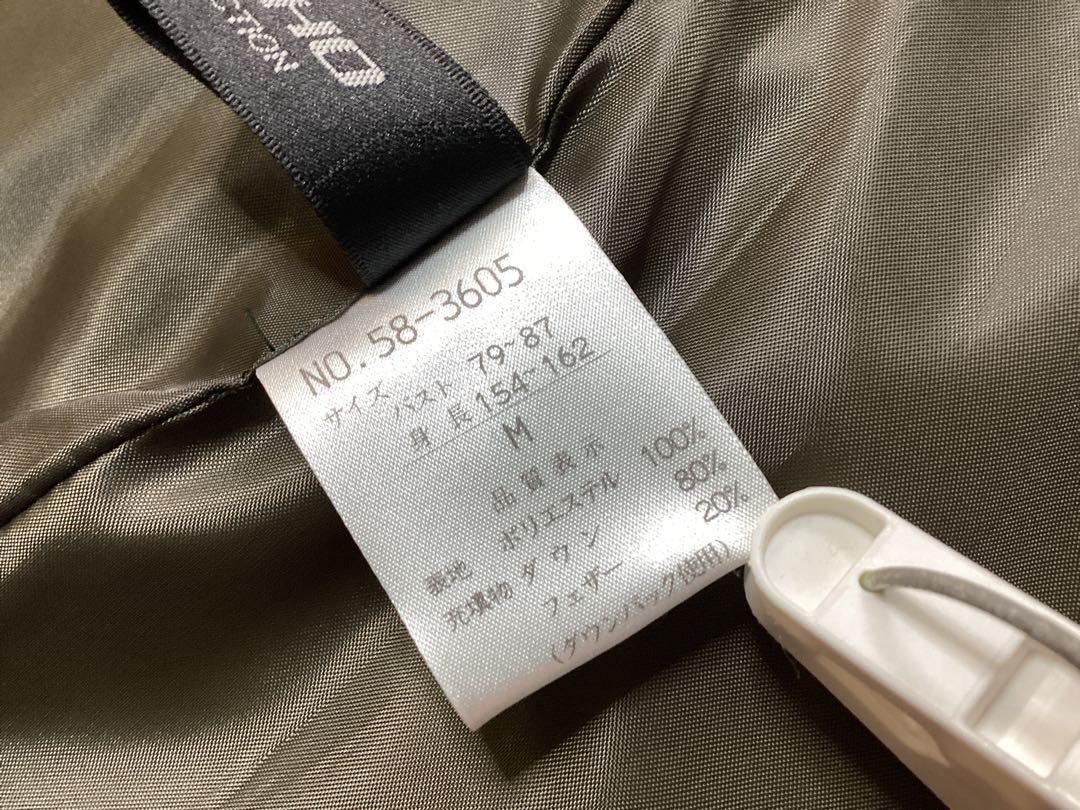 CTION
NO.58-3605
サイズ バスト 79~87
身長 154~162
M
品質表示
表地 ポリエステル 100%
充填物 ダウン 80%
フェザー 20%
(ダウンパック使用)